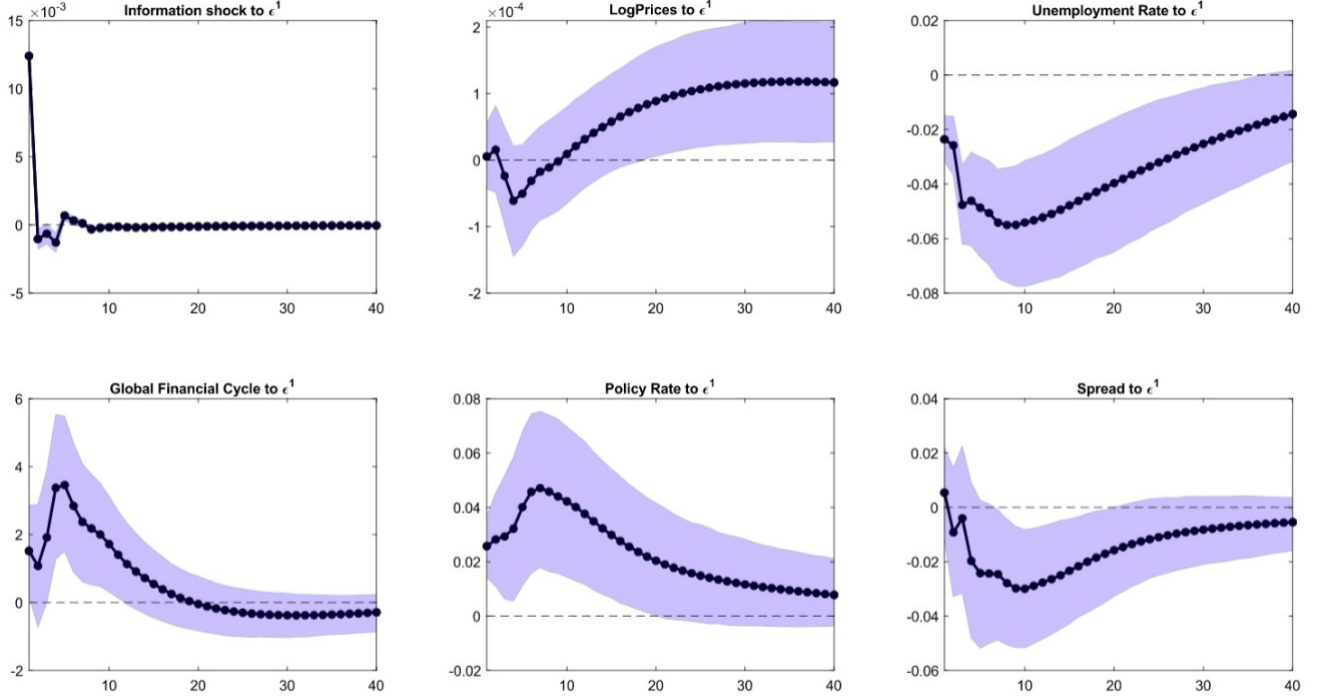 Information shock to ϵ¹
15 ×10⁻³
10
5
0
-5
10 20 30 40
LogPrices to ϵ¹
2 ×10⁻⁴
1
0
-1
-2
10 20 30 40
Unemployment Rate to ϵ¹
0.02
0
-0.02
-0.04
-0.06
-0.08
10 20 30 40
Global Financial Cycle to ϵ¹
6
4
2
0
-2
10 20 30 40
Policy Rate to ϵ¹
0.08
0.06
0.04
0.02
0
-0.02
10 20 30 40
Spread to ϵ¹
0.04
0.02
0
-0.02
-0.04
-0.06
10 20 30 40